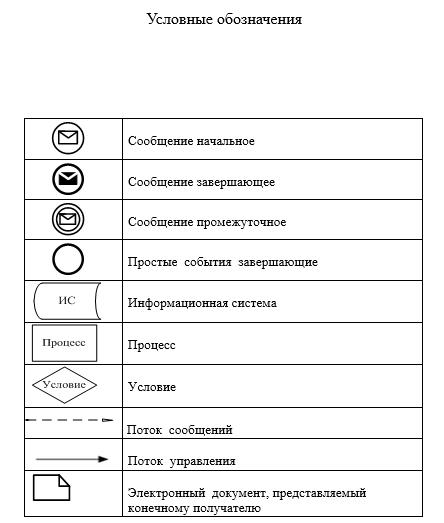 Условные обозначения
Сообщение начальное
Сообщение завершающее
Сообщение промежуточное
Простые события завершающие
ИС
Информационная система
Процесс
Процесс
Условие
Условие
Поток сообщений
Поток управления
Электронный документ, представляемый
конечному получателю